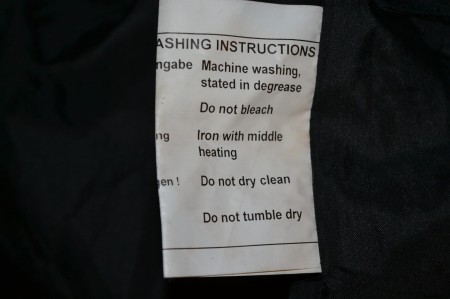 ASHING INSTRUCTIONS
ngabe Machine washing,
stated in degrease
Do not bleach
ng Iron with middle
heating
gen! Do not dry clean
Do not tumble dry